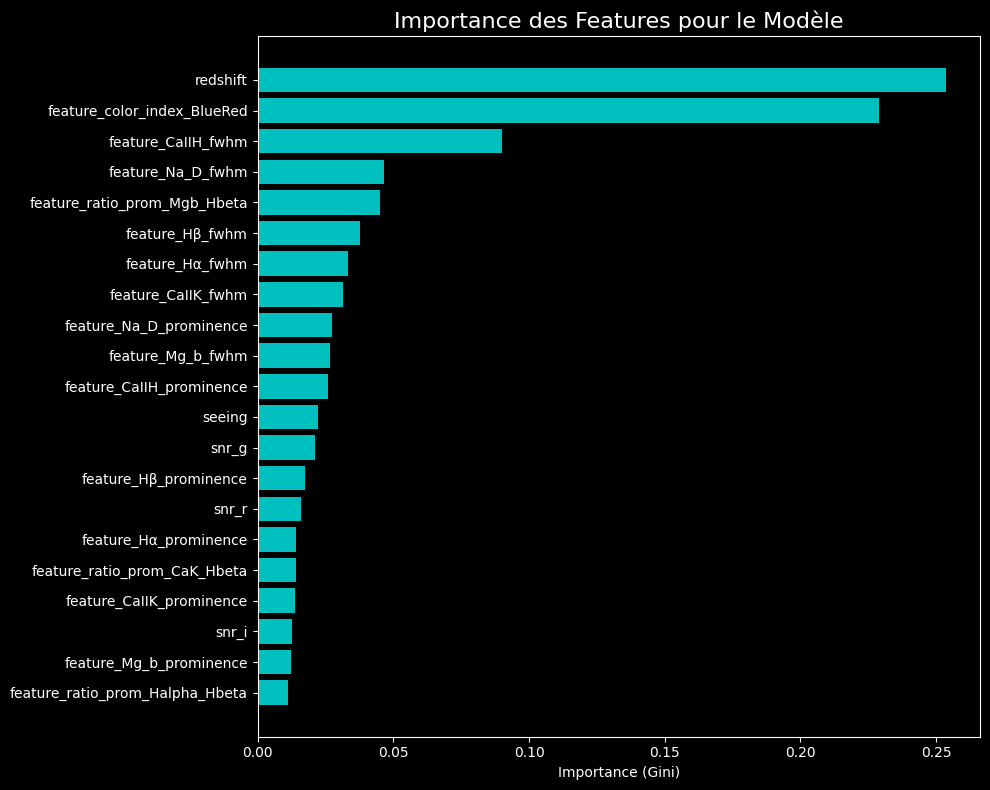 Importance des Features pour le Modèle
redshift
feature_color_index_BlueRed
feature_CaIIH_fwhm
feature_Na_D_fwhm
feature_ratio_prom_Mgb_Hbeta
feature_Hβ_fwhm
feature_Hα_fwhm
feature_CaIIK_fwhm
feature_Na_D_prominence
feature_Mg_b_fwhm
feature_CaIIH_prominence
seeing
snr_g
feature_Hβ_prominence
snr_r
feature_Hα_prominence
feature_ratio_prom_CaK_Hbeta
feature_CaIIK_prominence
snr_i
feature_Mg_b_prominence
feature_ratio_prom_Halpha_Hbeta
0.00 0.05 0.10 0.15 0.20 0.25
Importance (Gini)